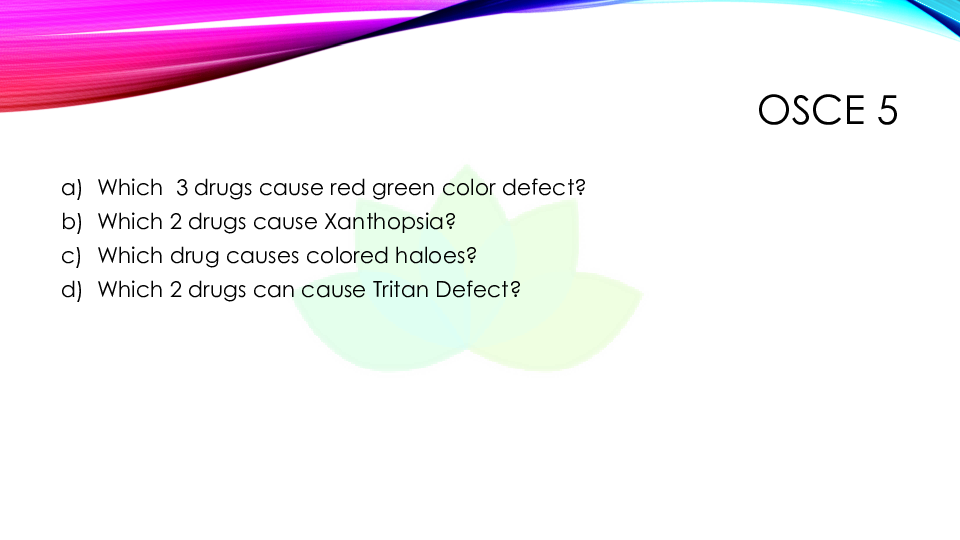 OSCE 5
a) Which  3 drugs cause red green color defect?
b) Which 2 drugs cause Xanthopsia?
c) Which drug causes colored haloes?
d) Which 2 drugs can cause Tritan Defect?